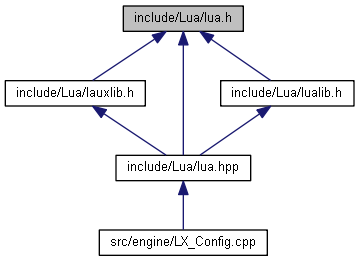 include/Lua/lua.h
include/Lua/lauxlib.h
include/Lua/lualib.h
include/Lua/lua.hpp
src/engine/LX_Config.cpp